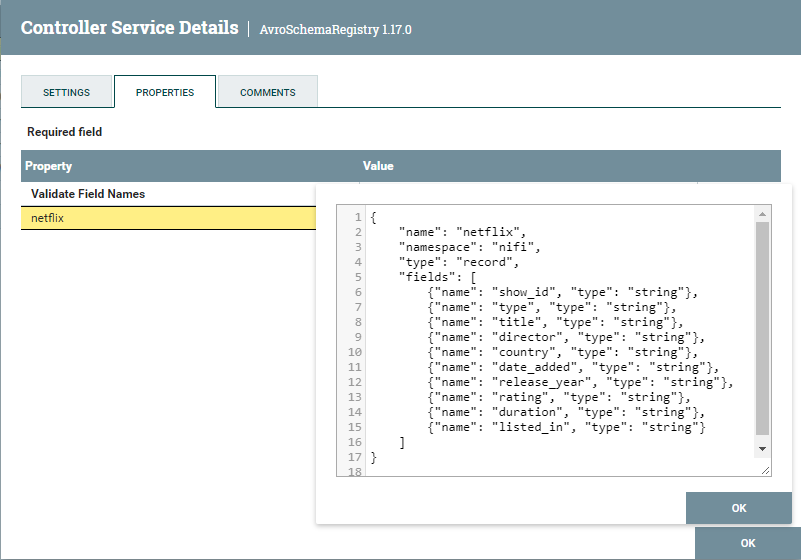 Controller Service Details | AvroSchemaRegistry 1.17.0
SETTINGS PROPERTIES COMMENTS
Required field
Property Value
Validate Field Names
netflix
1 {
2     "name": "netflix",
3     "namespace": "nifi",
4     "type": "record",
5     "fields": [
6         {"name": "show_id", "type": "string"},
7         {"name": "type", "type": "string"},
8         {"name": "title", "type": "string"},
9         {"name": "director", "type": "string"},
10         {"name": "country", "type": "string"},
11         {"name": "date_added", "type": "string"},
12         {"name": "release_year", "type": "string"},
13         {"name": "rating", "type": "string"},
14         {"name": "duration", "type": "string"},
15         {"name": "listed_in", "type": "string"}
16     ]
17 }
18
OK
OK